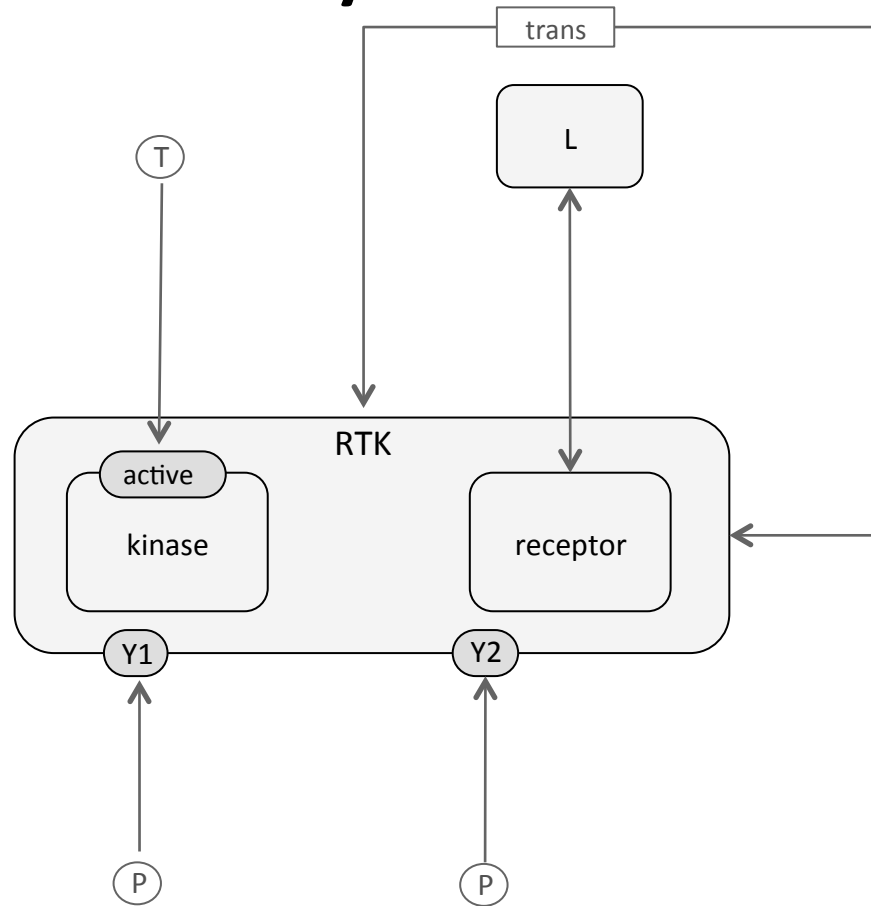 trans
L
T
RTK
active
kinase
receptor
Y1
Y2
P
P